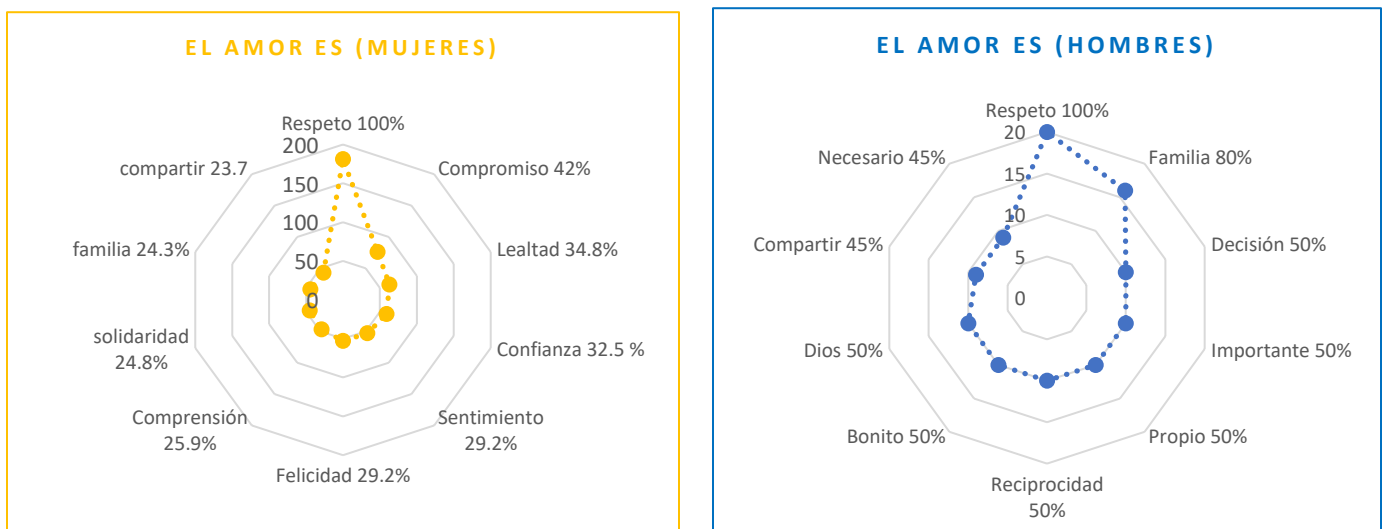 EL AMOR ES (MUJERES)
Respeto 100%
Compromiso 42%
Lealtad 34.8%
Confianza 32.5 %
Sentimiento
29.2%
Felicidad 29.2%
Comprensión
25.9%
solidaridad
24.8%
familia 24.3%
compartir 23.7
200
150
100
50
0
EL AMOR ES (HOMBRES)
Respeto 100%
Familia 80%
Decisión 50%
Importante 50%
Propio 50%
Reciprocidad
50%
Bonito 50%
Dios 50%
Compartir 45%
Necesario 45%
20
15
10
5
0